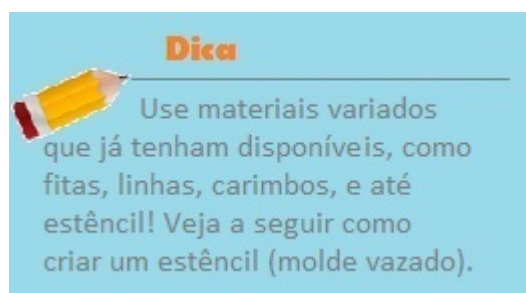 Dica
Use materiais variados
que já tenham disponíveis, como
fitas, linhas, carimbos, e até
estêncil! Veja a seguir como
criar um estêncil (molde vazado).